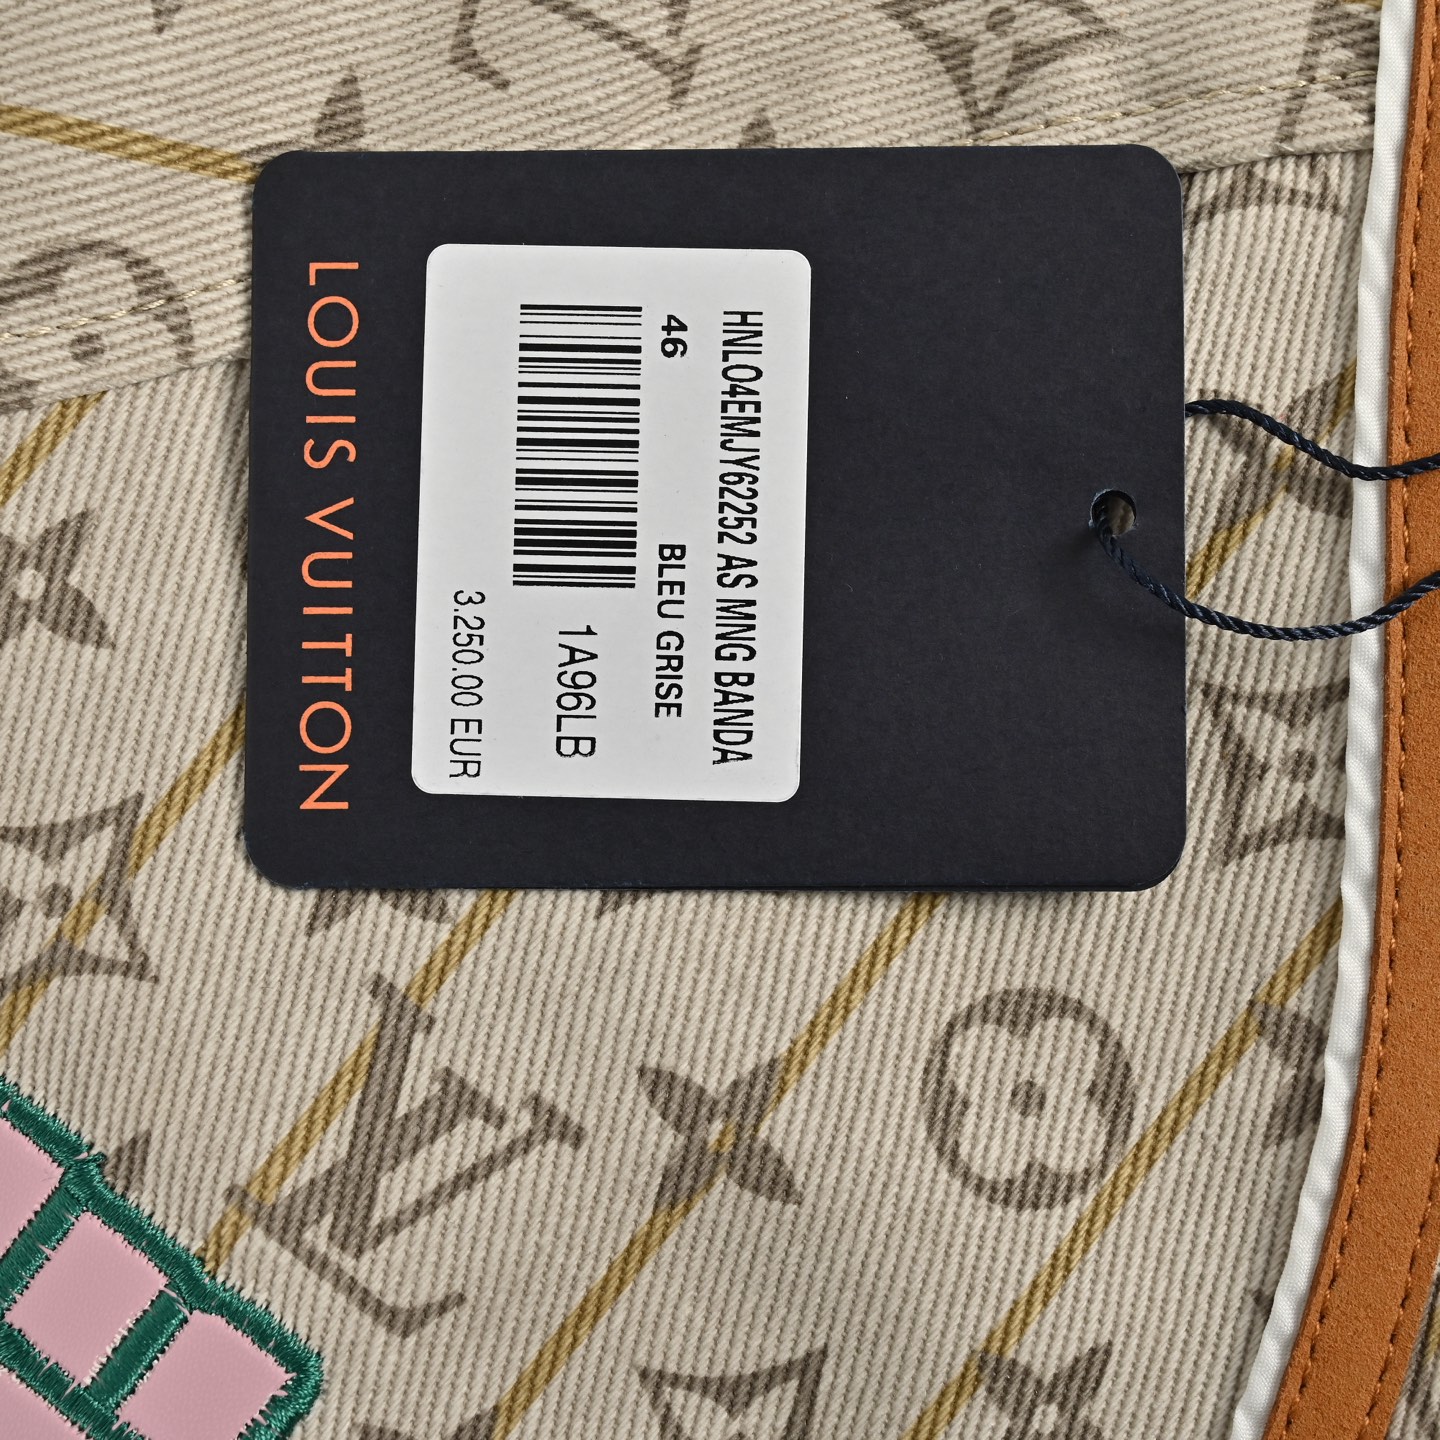 HNL04EMJY62252 AS MNG BANDA
46 BLEU GRISE
1A96LB
3.250.00 EUR
LOUIS VUITTON